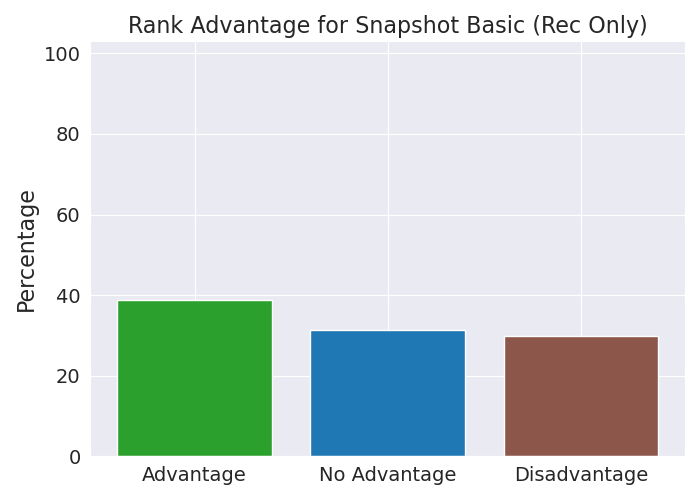 Rank Advantage for Snapshot Basic (Rec Only)
100
80
60
40
20
0
Percentage
Advantage
No Advantage
Disadvantage